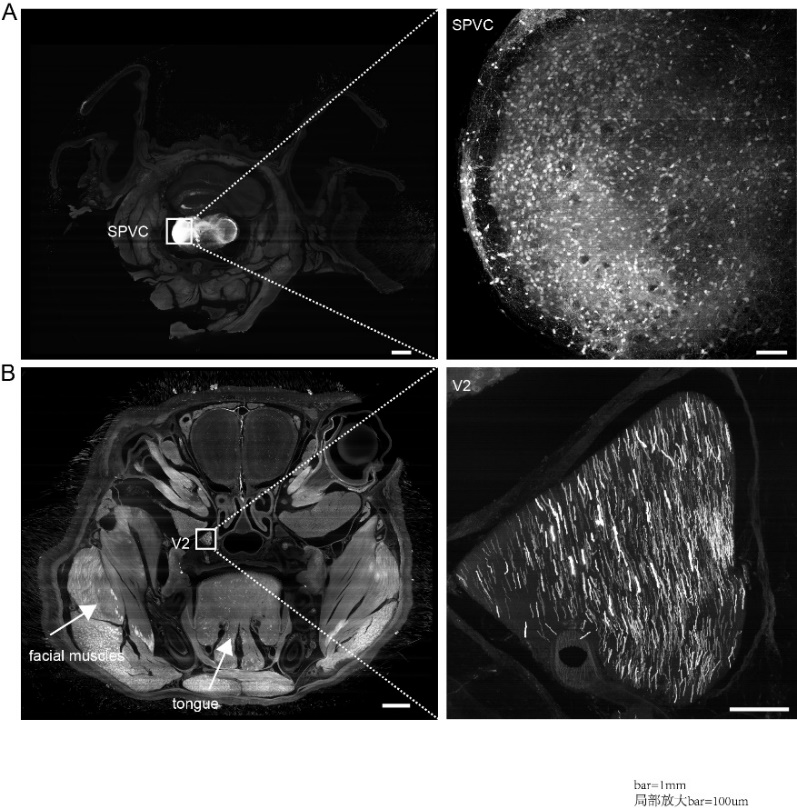 A
SPVC
SPVC
B
V2
V2
facial muscles
tongue
bar=1mm
局部放大bar=100um